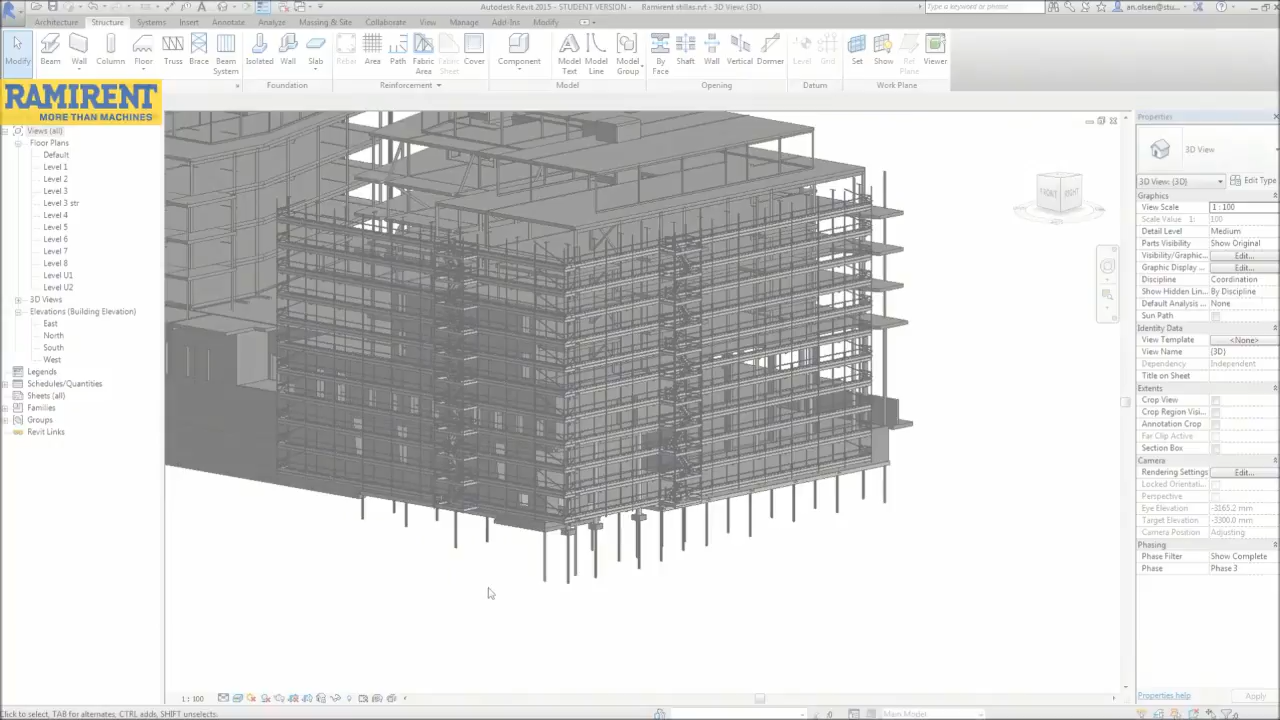 Autodesk Revit 2015 - STUDENT VERSION - Ramirent stillas.rvt - 3D View: {3D}
Type a keyword or phrase
an.olsen@stu...
Architecture Structure Systems Insert Annotate Analyze Massing & Site Collaborate View Manage Add-Ins Modify
Modify Beam Wall Column Floor Truss Brace Beam System Isolated Wall Slab Rebar Area Path Fabric Area Fabric Sheet Cover Component Model Text Model Line Model Group By Face Shaft Wall Vertical Dormer Level Grid Set Show Ref Plane Viewer
Foundation Reinforcement Model Opening Datum Work Plane
RAMIRENT
MORE THAN MACHINES
Views (all)
Floor Plans
Default
Level 1
Level 2
Level 3
Level 3 str
Level 4
Level 5
Level 6
Level 7
Level 8
Level U1
Level U2
3D Views
Elevations (Building Elevation)
East
North
South
West
Legends
Schedules/Quantities
Sheets (all)
Families
Groups
Revit Links
FRONT RIGHT
Properties
3D View
3D View: {3D} Edit Type
Graphics
View Scale 1 : 100
Scale Value 1: 100
Detail Level Medium
Parts Visibility Show Original
Visibility/Graphic... Edit...
Graphic Display ... Edit...
Discipline Coordination
Show Hidden Lin... By Discipline
Default Analysis ... None
Sun Path
Identity Data
View Template <None>
View Name {3D}
Dependency Independent
Title on Sheet
Extents
Crop View
Crop Region Visi...
Annotation Crop
Far Clip Active
Section Box
Camera
Rendering Settings Edit...
Locked Orientati...
Perspective
Eye Elevation -3165.2 mm
Target Elevation -3300.0 mm
Camera Position Adjusting
Phasing
Phase Filter Show Complete
Phase Phase 3
Properties help Apply
1 : 100
Click to select, TAB for alternates, CTRL adds, SHIFT unselects.
:0 Main Model